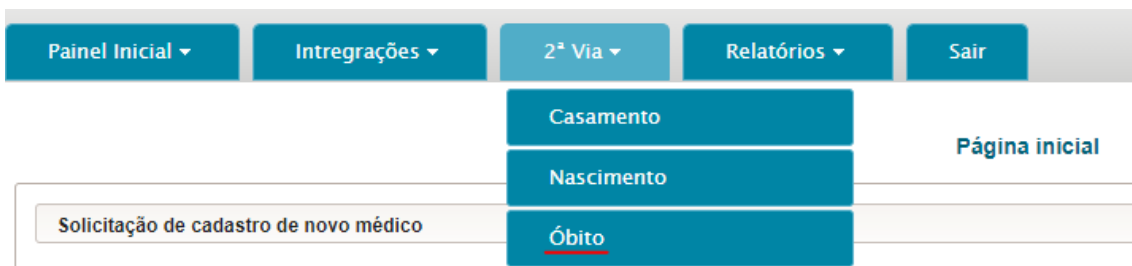 Painel Inicial
Intregrações
2ª Via
Relatórios
Sair
Casamento
Página inicial
Nascimento
Solicitação de cadastro de novo médico
Óbito